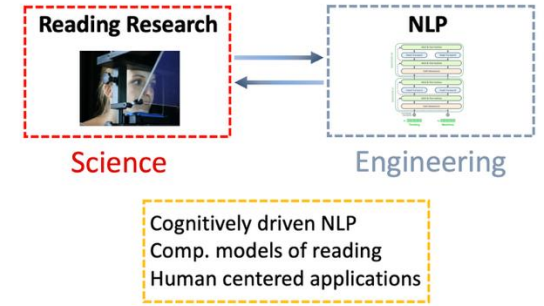 Reading Research
NLP
Science
Engineering
Cognitively driven NLP
Comp. models of reading
Human centered applications